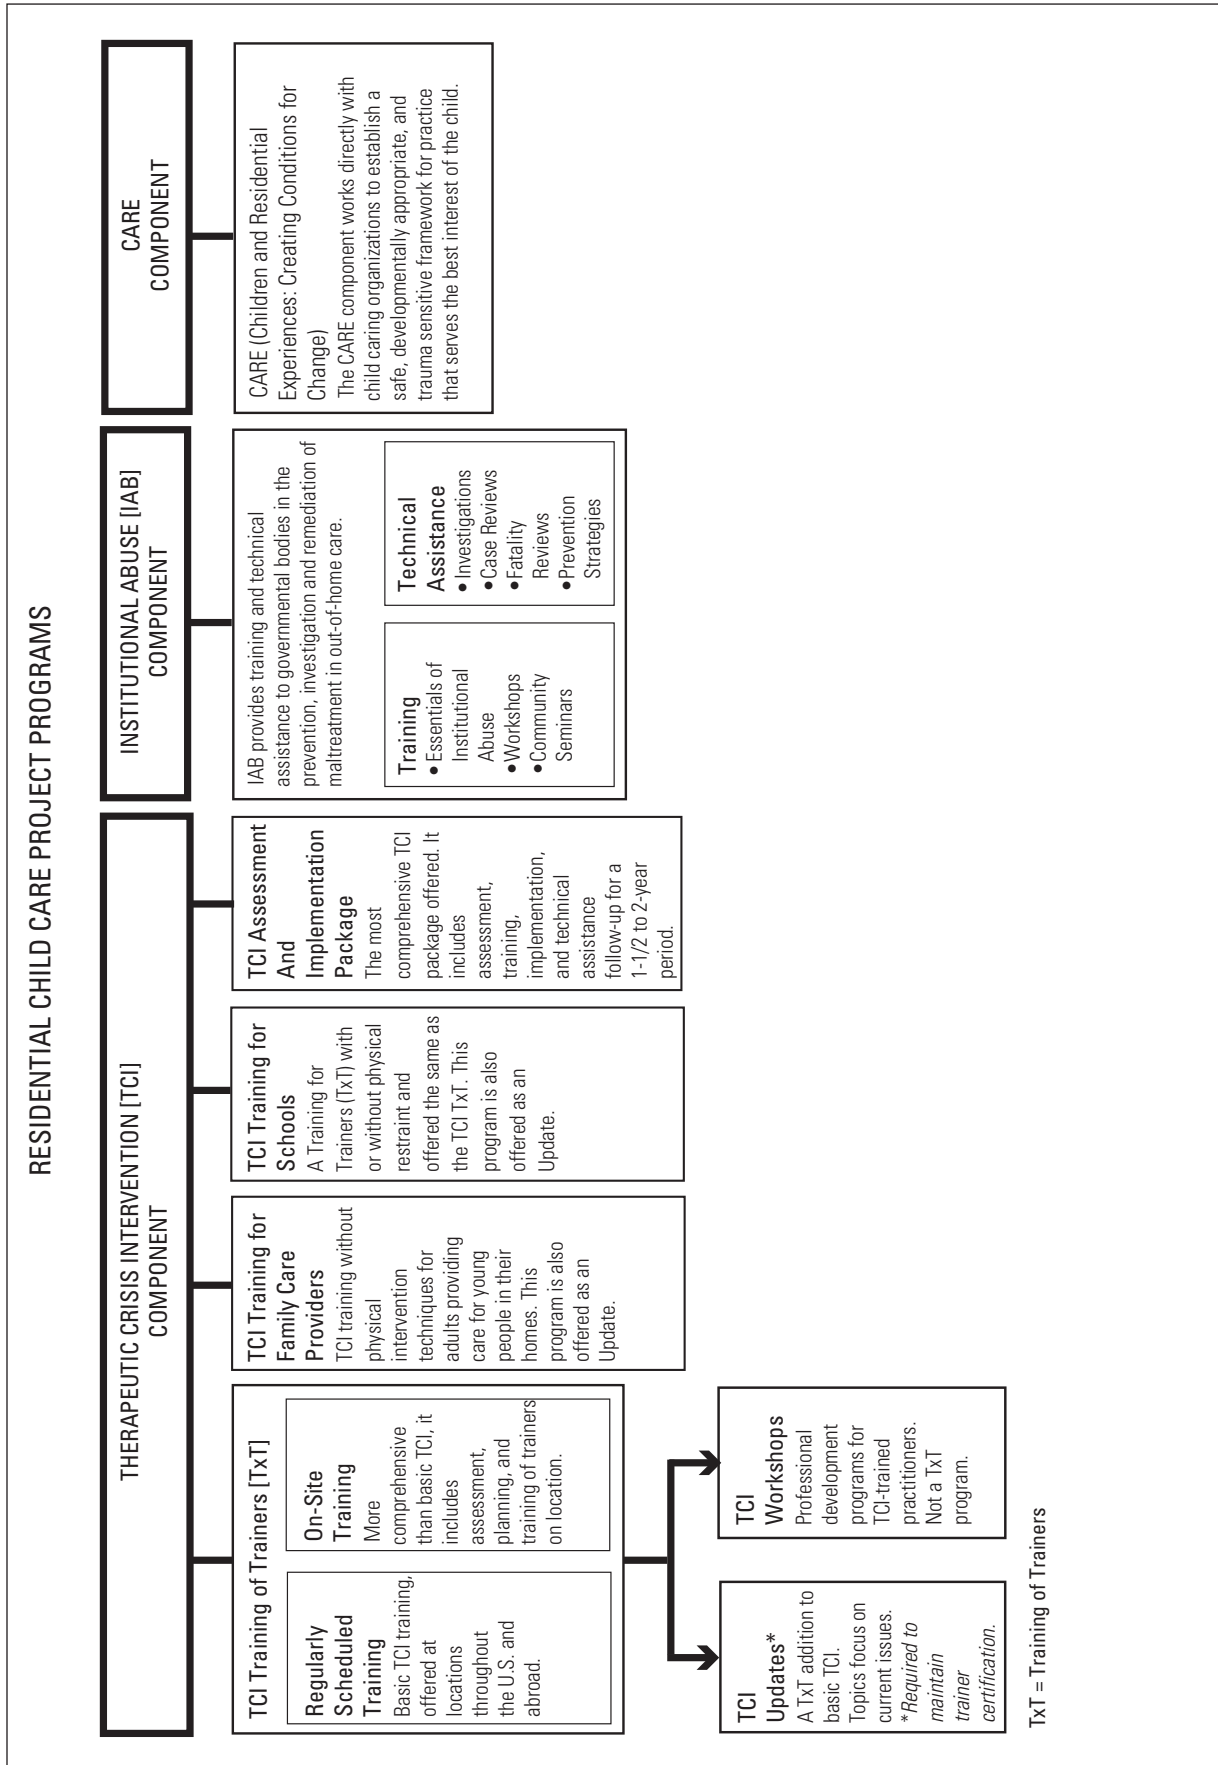 RESIDENTIAL CHILD CARE PROJECT PROGRAMS
THERAPEUTIC CRISIS INTERVENTION [TCI]
COMPONENT
TCI Training of Trainers [TxT]
Regularly
Scheduled
Training
Basic TCI training,
offered at
locations
throughout
the U.S. and
abroad.
On-Site
Training
More
comprehensive
than basic TCI, it
includes
assessment,
planning, and
training of trainers
on location.
TCI
Updates*
A TxT addition to
basic TCI.
Topics focus on
current issues.
*Required to
maintain
trainer
certification.
TCI
Workshops
Professional
development
programs for
TCI-trained
practitioners.
Not a TxT
program.
TCI Training for
Family Care
Providers
TCI training without
physical
intervention
techniques for
adults providing
care for young
people in their
homes. This
program is also
offered as an
Update.
TCI Training for
Schools
A Training for
Trainers (TxT) with
or without physical
restraint and
offered the same as
the TCI TxT. This
program is also
offered as an
Update.
TCI Assessment
And
Implementation
Package
The most
comprehensive TCI
package offered. It
includes
assessment,
training,
implementation,
and technical
assistance
follow-up for a
1-1/2 to 2-year
period.
INSTITUTIONAL ABUSE [IAB]
COMPONENT
IAB provides training and technical
assistance to governmental bodies in the
prevention, investigation and remediation of
maltreatment in out-of-home care.
Training
• Essentials of
Institutional
Abuse
• Workshops
• Community
Seminars
Technical
Assistance
• Investigations
• Case Reviews
• Fatality
Reviews
• Prevention
Strategies
CARE
COMPONENT
CARE (Children and Residential
Experiences: Creating Conditions for
Change)
The CARE component works directly with
child caring organizations to establish a
safe, developmentally appropriate, and
trauma sensitive framework for practice
that serves the best interest of the child.
TxT = Training of Trainers